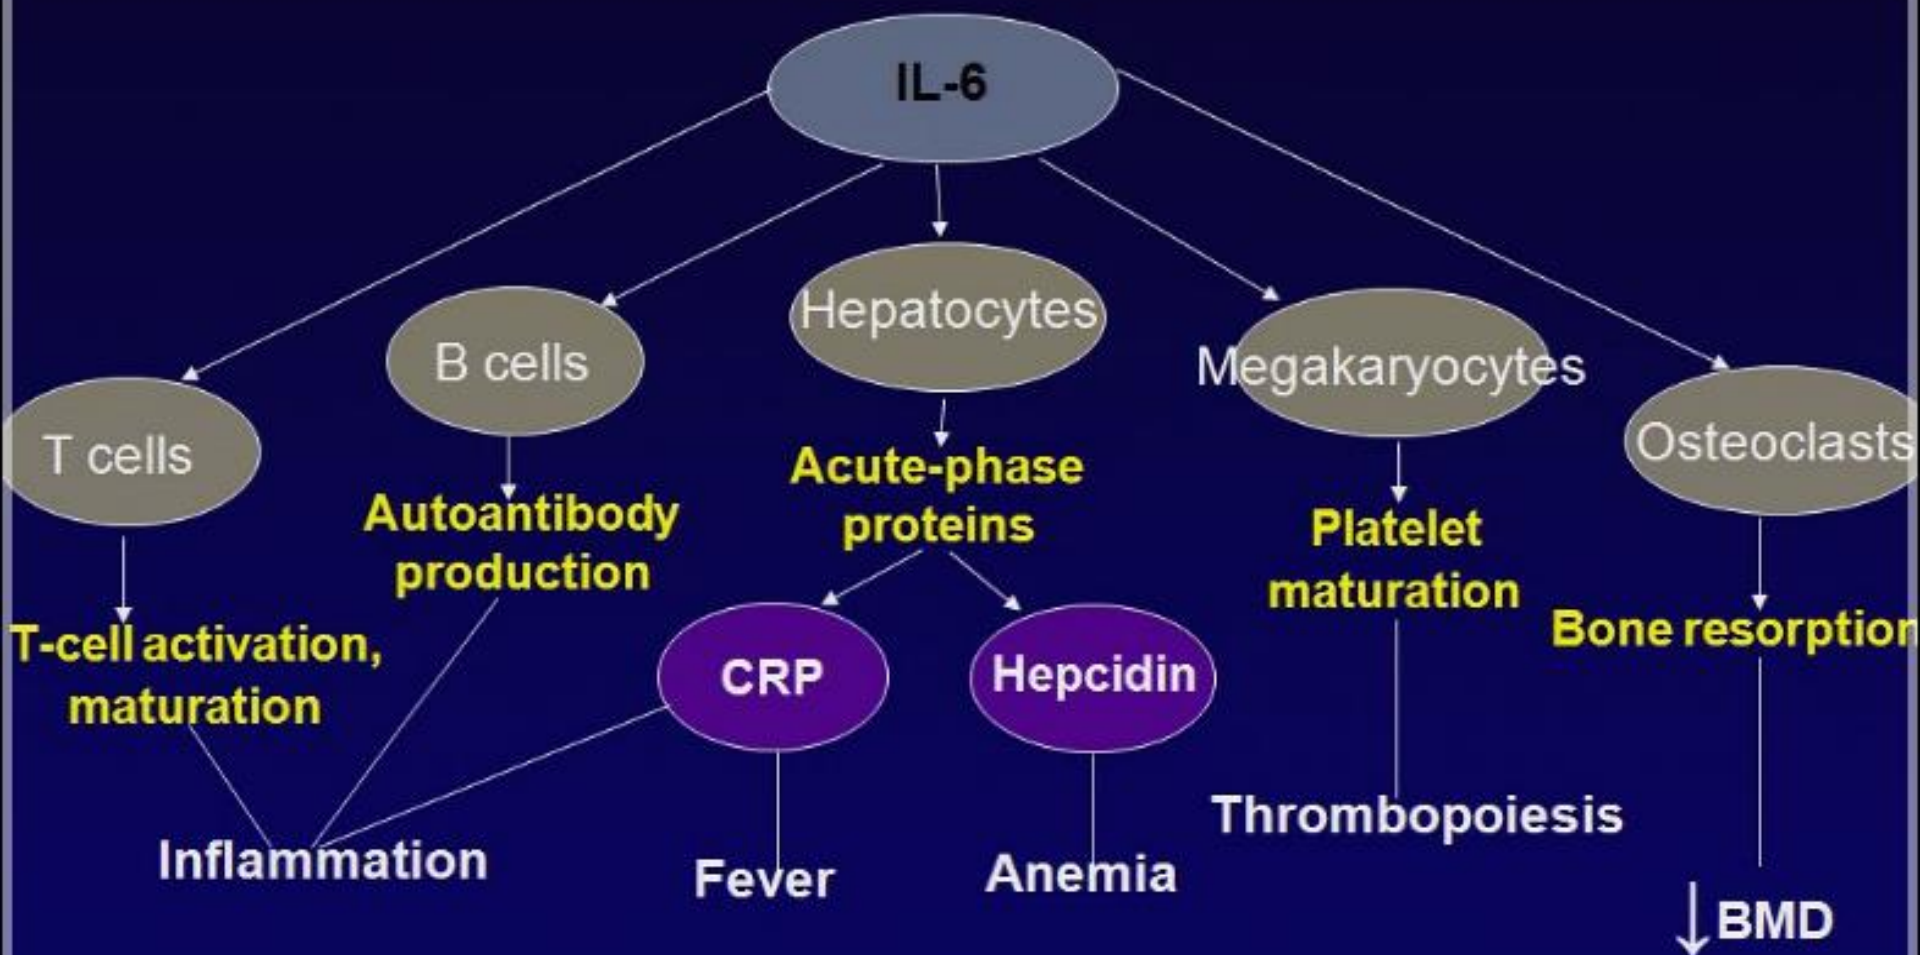 IL-6
T cells
B cells
Hepatocytes
Megakaryocytes
Osteoclasts
T-cell activation,
maturation
Autoantibody
production
Acute-phase
proteins
Platelet
maturation
Bone resorption
CRP
Hepcidin
Inflammation
Fever
Anemia
Thrombopoiesis
↓ BMD